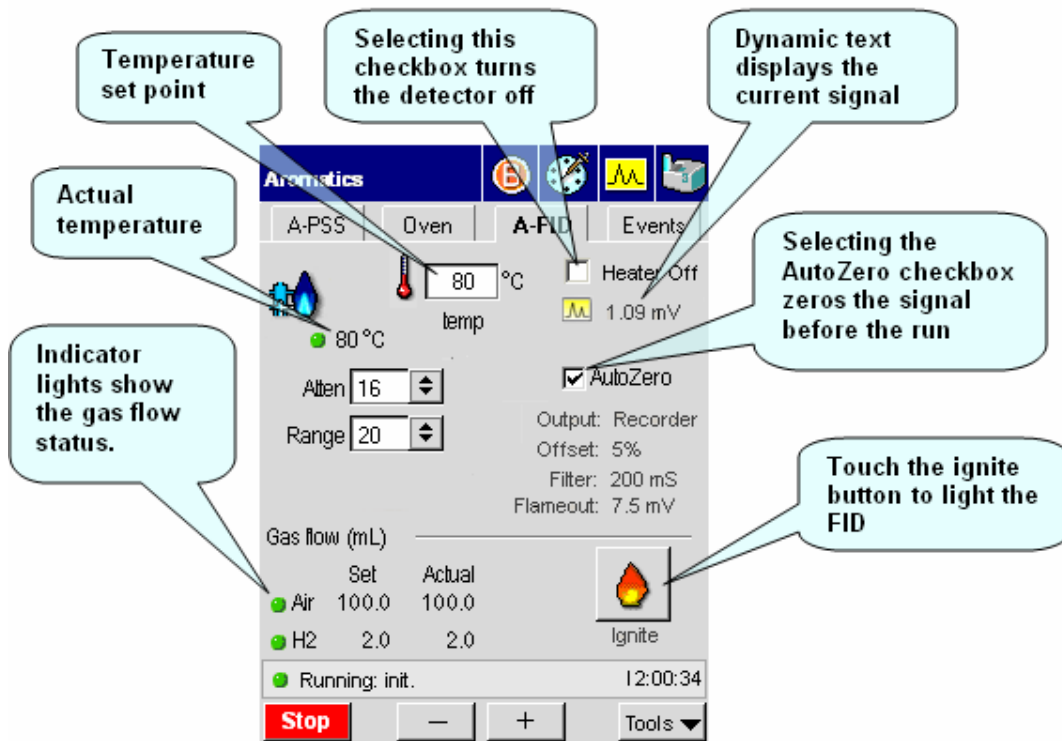 Temperature
set point
Selecting this
checkbox turns
the detector off
Dynamic text
displays the
current signal
Actual
temperature
Indicator
lights show
the gas flow
status.
Selecting the
AutoZero checkbox
zeros the signal
before the run
Touch the ignite
button to light the
FID
Aromatics
A-PSS Oven A-FID Events
80 °C Heater Off
temp 1.09 mV
80 °C
Atten 16 AutoZero
Range 20 Output: Recorder
Offset: 5%
Filter: 200 mS
Flameout: 7.5 mV
Gas flow (mL)
Set Actual
Air 100.0 100.0
H2 2.0 2.0
Ignite
Running: init. 12:00:34
Stop − + Tools